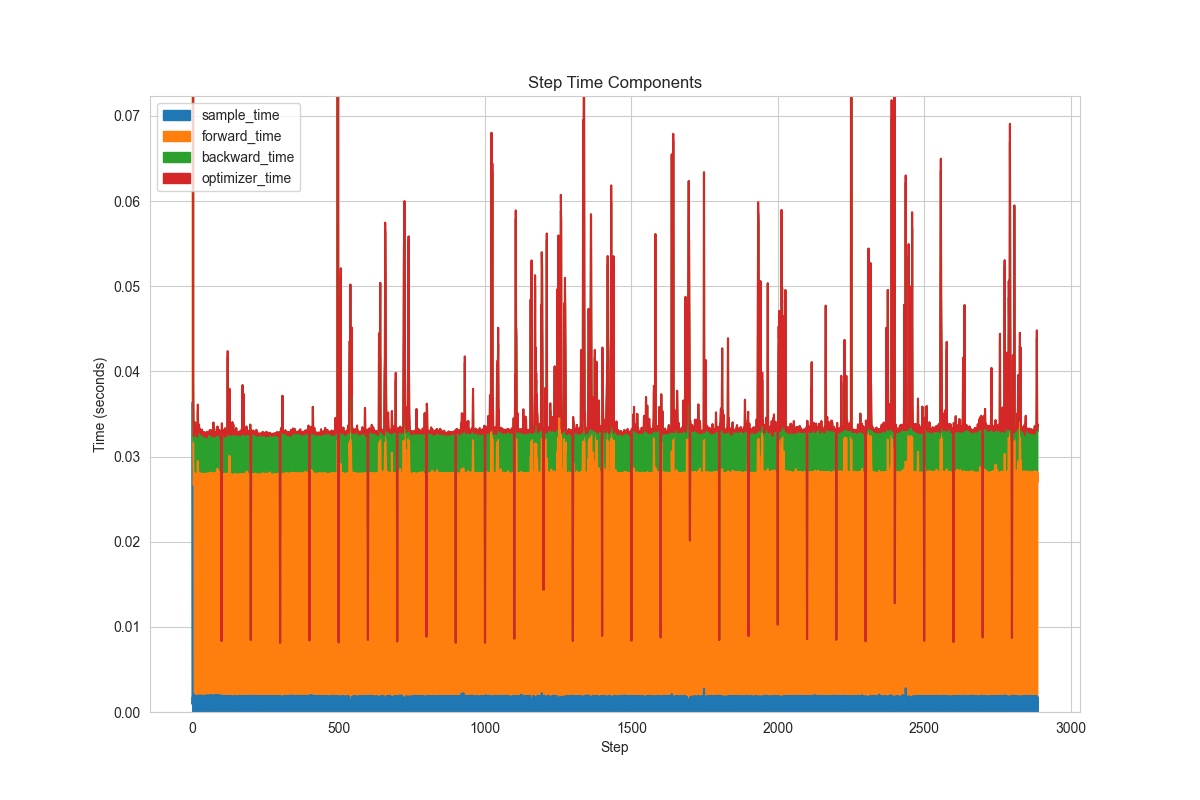 Step Time Components
sample_time
forward_time
backward_time
optimizer_time
Time (seconds)
0.07
0.06
0.05
0.04
0.03
0.02
0.01
0.00
0
500
1000
1500
2000
2500
3000
Step